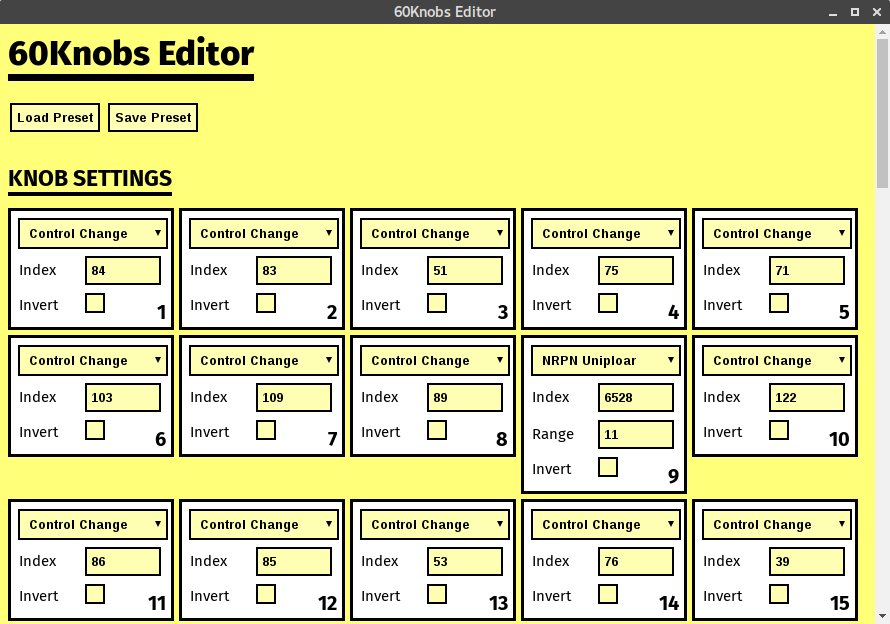 60Knobs Editor
60Knobs Editor
Load Preset Save Preset
KNOB SETTINGS
Control Change Control Change Control Change Control Change Control Change
Index 84 Index 83 Index 51 Index 75 Index 71
Invert 1 Invert 2 Invert 3 Invert 4 Invert 5
Control Change Control Change Control Change NRPN Uniploar Control Change
Index 103 Index 109 Index 89 Index 6528 Index 122
Invert 6 Invert 7 Invert 8 Range 11 Invert 10
Invert 9
Control Change Control Change Control Change Control Change Control Change
Index 86 Index 85 Index 53 Index 76 Index 39
Invert 11 Invert 12 Invert 13 Invert 14 Invert 15